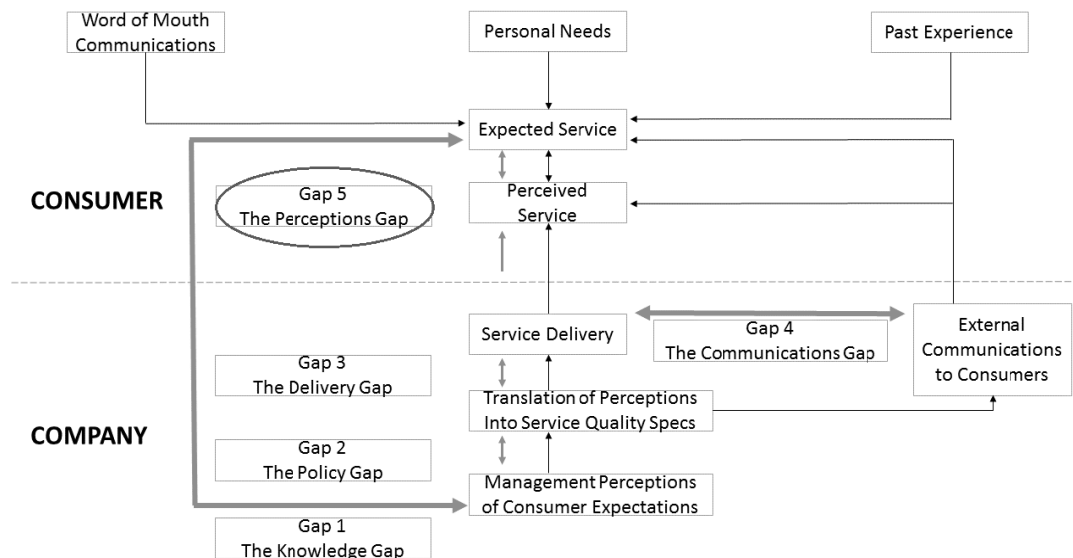 Word of Mouth
Communications
Personal Needs
Past Experience
Expected Service
CONSUMER
Gap 5
The Perceptions Gap
Perceived
Service
Service Delivery
Gap 4
The Communications Gap
External
Communications
to Consumers
Gap 3
The Delivery Gap
Translation of Perceptions
Into Service Quality Specs
COMPANY
Gap 2
The Policy Gap
Management Perceptions
of Consumer Expectations
Gap 1
The Knowledge Gap